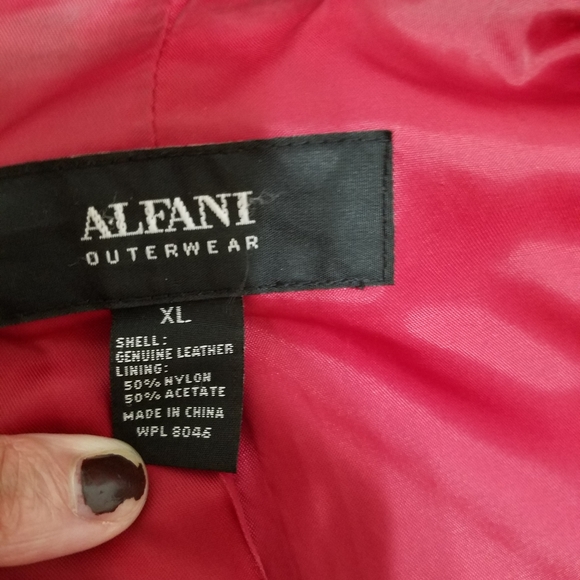 ALFANI
OUTERWEAR
XL
SHELL:
GENUINE LEATHER
LINING:
50% NYLON
50% ACETATE
MADE IN CHINA
WPL 8046